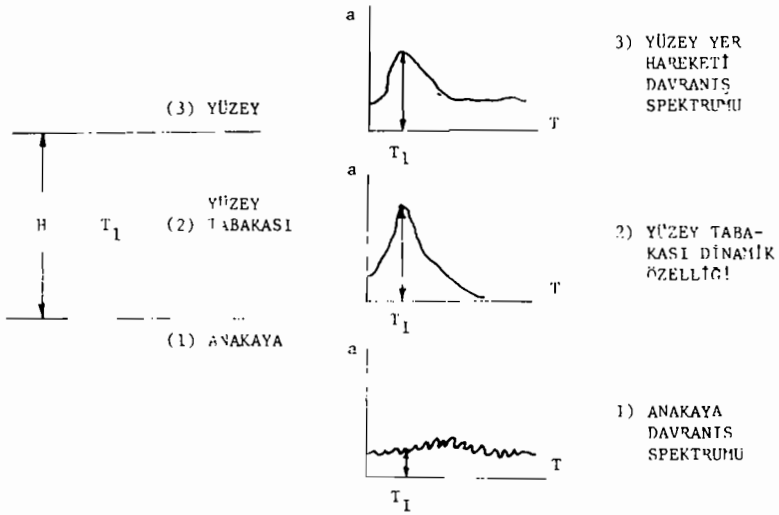 a
3) YÜZEY YER
HAREKETİ
DAVRANIŞ
SPEKTRUMU
(3) YÜZEY
T
T1
a
YÜZEY
H T1 (2) TABAKASI
2) YÜZEY TABA-
KASI DİNAMİK
ÖZELLİĞİ
T
T1
(1) ANAKAYA
a
1) ANAKAYA
DAVRANIŞ
SPEKTRUMU
T
T1